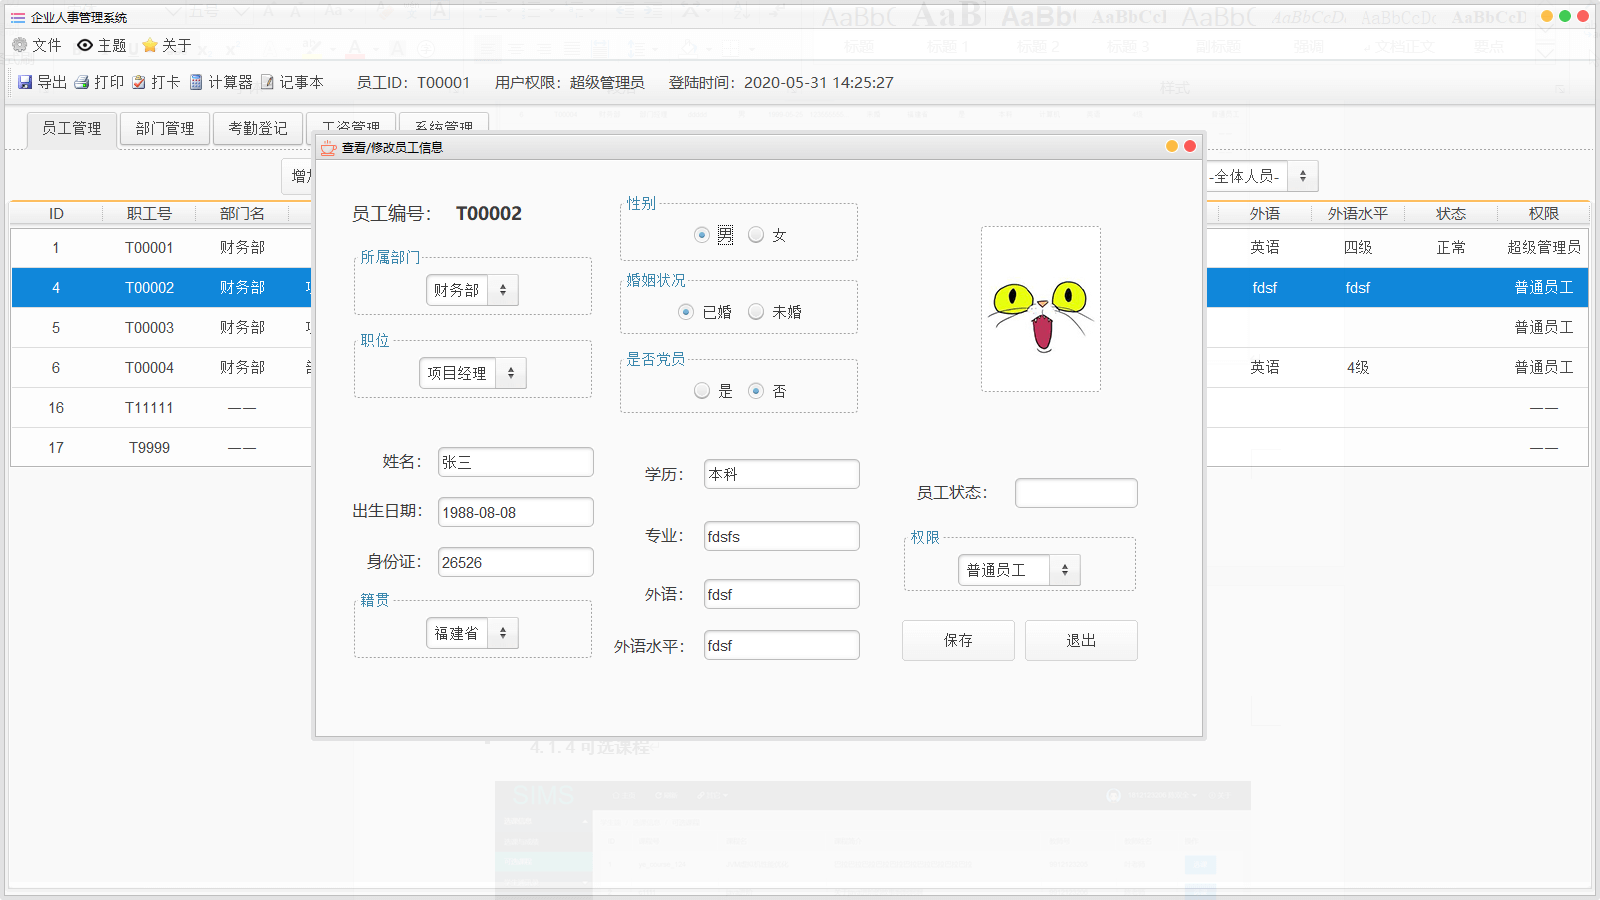 企业人事管理系统
文件 主题 关于
导出 打印 打卡 计算器 记事本 员工ID： T00001 用户权限： 超级管理员 登陆时间： 2020-05-31 14:25:27
员工管理 部门管理 考勤登记 工资管理 系统管理
查看/修改员工信息
-全体人员-
ID 职工号 部门名 外语 外语水平 状态 权限
1 T00001 财务部 英语 四级 正常 超级管理员
4 T00002 财务部 fdsf fdsf 普通员工
5 T00003 财务部 普通员工
6 T00004 财务部 英语 4级 普通员工
16 T11111 —— ——
17 T9999 —— ——
员工编号： T00002
所属部门
财务部
职位
项目经理
姓名： 张三
出生日期： 1988-08-08
身份证： 26526
籍贯
福建省
性别
男 女
婚姻状况
已婚 未婚
是否党员
是 否
学历： 本科
专业： fdsfs
外语： fdsf
外语水平： fdsf
员工状态：
权限
普通员工
保存 退出
4.1.4 可选课程
SIMS